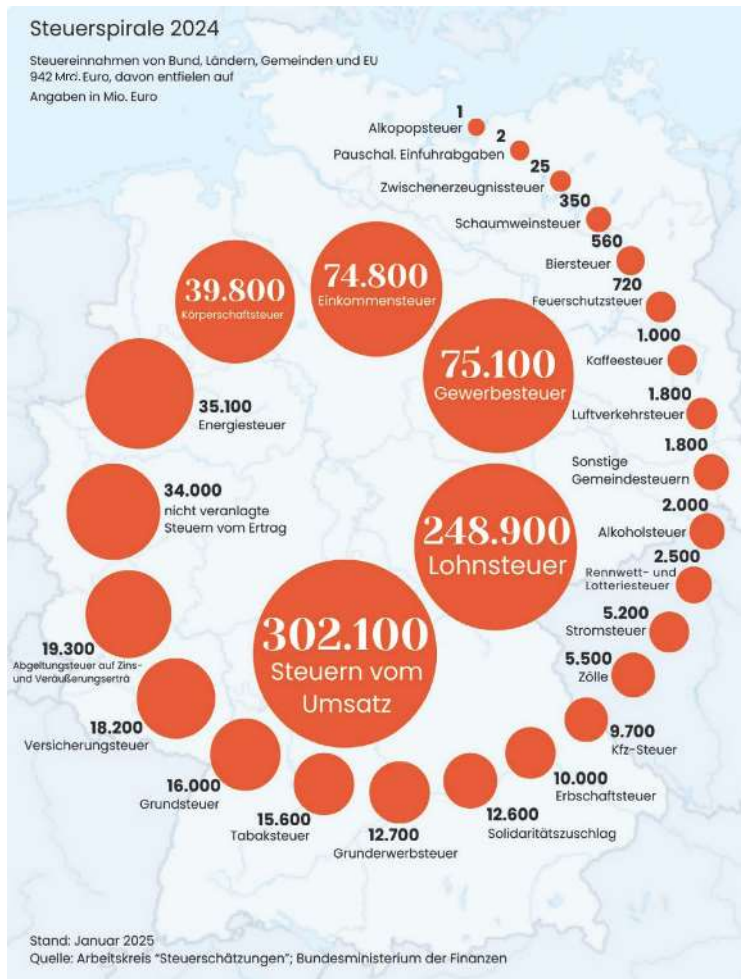 Steuerspirale 2024
Steuereinnahmen von Bund, Ländern, Gemeinden und EU
942 Mrd. Euro, davon entfielen auf
Angaben in Mio. Euro
1
Alkopopsteuer
2
Pauschal. Einfuhrabgaben
25
Zwischenerzeugnissteuer
350
Schaumweinsteuer
560
Biersteuer
720
Feuerschutzsteuer
1.000
Kaffeesteuer
1.800
Luftverkehrsteuer
1.800
Sonstige
Gemeindesteuern
2.000
Alkoholsteuer
2.500
Rennwett- und
Lotteriesteuer
5.200
Stromsteuer
5.500
Zölle
9.700
Kfz-Steuer
10.000
Erbschaftsteuer
12.600
Solidaritätszuschlag
12.700
Grunderwerbsteuer
15.600
Tabaksteuer
16.000
Grundsteuer
18.200
Versicherungsteuer
19.300
Abgeltungsteuer auf Zins-
und Veräußerungserträ
34.000
nicht veranlagte
Steuern vom Ertrag
35.100
Energiesteuer
39.800
Körperschaftsteuer
74.800
Einkommensteuer
75.100
Gewerbesteuer
248.900
Lohnsteuer
302.100
Steuern vom
Umsatz
Stand: Januar 2025
Quelle: Arbeitskreis "Steuerschätzungen"; Bundesministerium der Finanzen